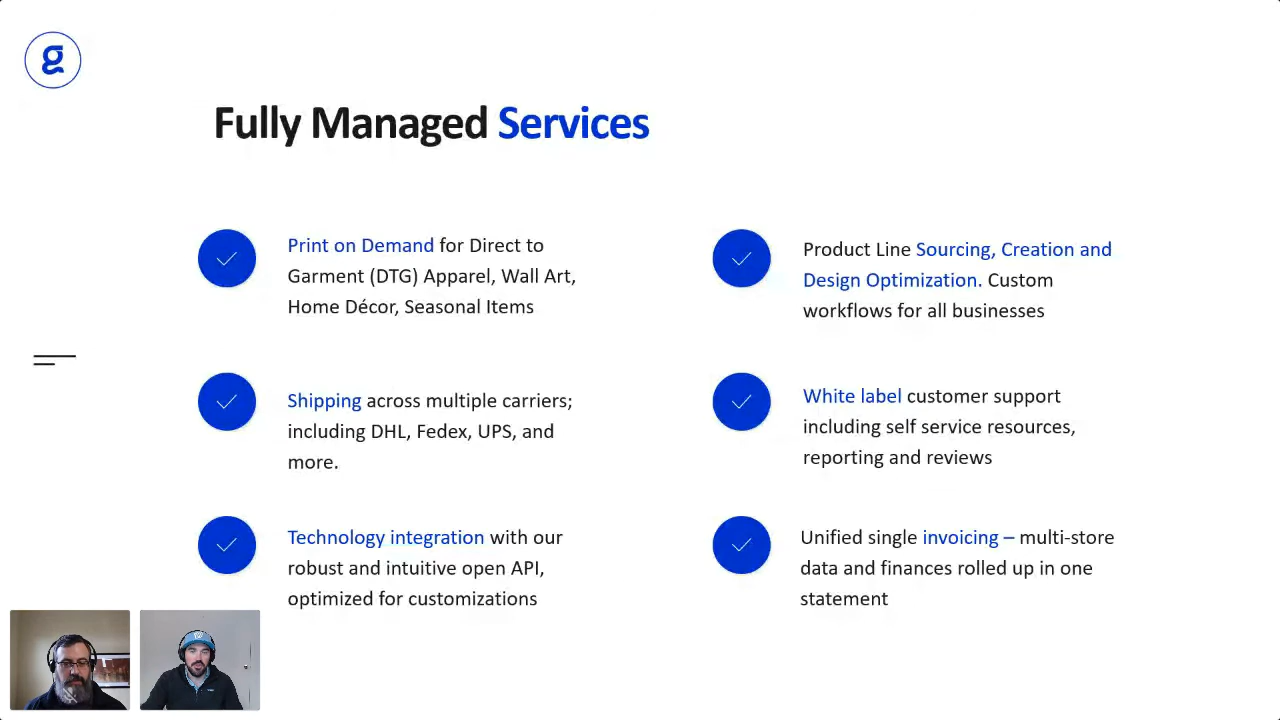 g
Fully Managed Services
Print on Demand for Direct to
Garment (DTG) Apparel, Wall Art,
Home Décor, Seasonal Items
Shipping across multiple carriers;
including DHL, Fedex, UPS, and
more.
Technology integration with our
robust and intuitive open API,
optimized for customizations
Product Line Sourcing, Creation and
Design Optimization. Custom
workflows for all businesses
White label customer support
including self service resources,
reporting and reviews
Unified single invoicing – multi-store
data and finances rolled up in one
statement